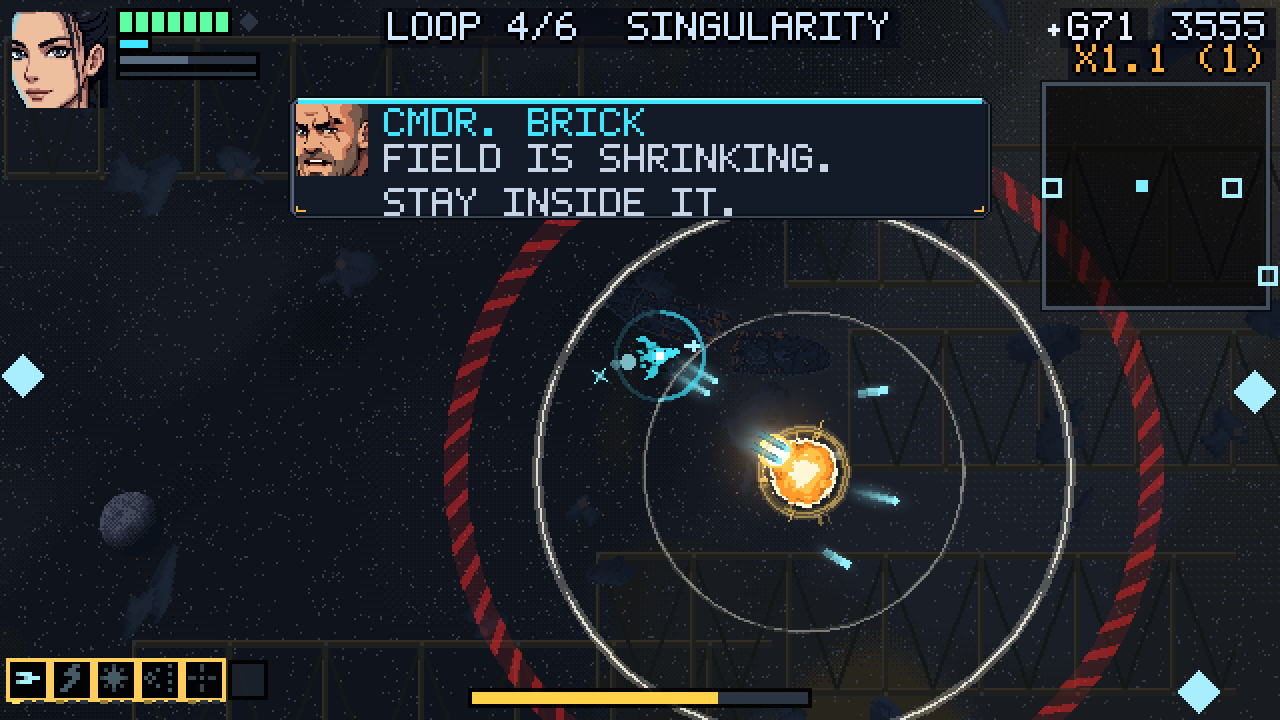 LOOP 4/6 SINGULARITY
+G71 3555
X1.1 (1)
CMDR. BRICK
FIELD IS SHRINKING.
STAY INSIDE IT.